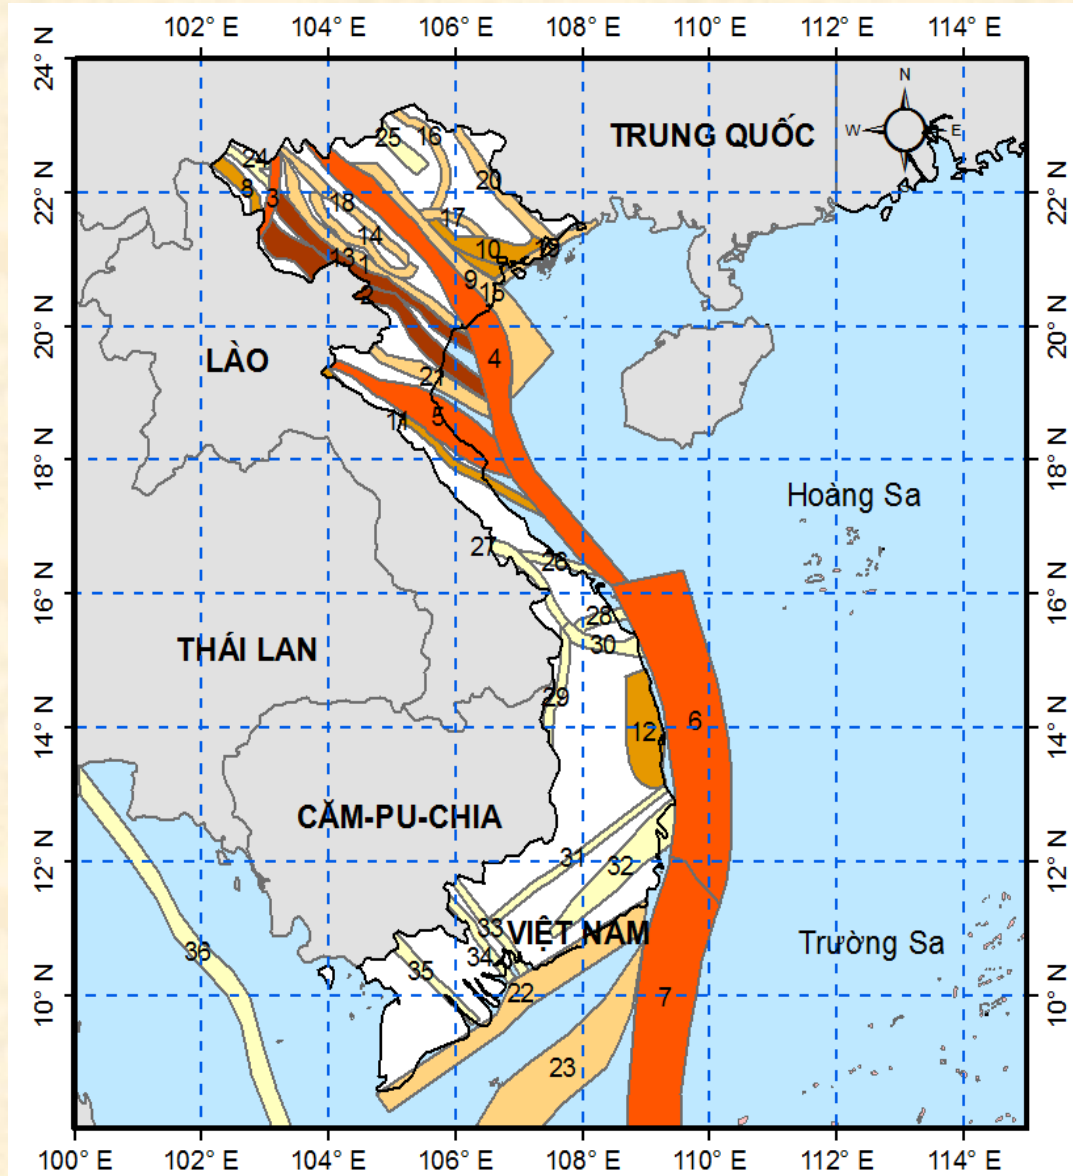 102° E 104° E 106° E 108° E 110° E 112° E 114° E
24° N
22° N 22° N
20° N 20° N
18° N 18° N
16° N 16° N
14° N 14° N
12° N 12° N
10° N 10° N
N
W E
S
TRUNG QUỐC
25 16
24
8 20
3
18
17
14
10 19
13 1
9
2 15
LÀO
4
21
11 5
Hoàng Sa
27 26
28
30
THÁI LAN
29
12 6
CĂM-PU-CHIA
31
32
33 VIỆT NAM
34
35
36
Trường Sa
22 7
23
100° E 102° E 104° E 106° E 108° E 110° E 112° E 114° E